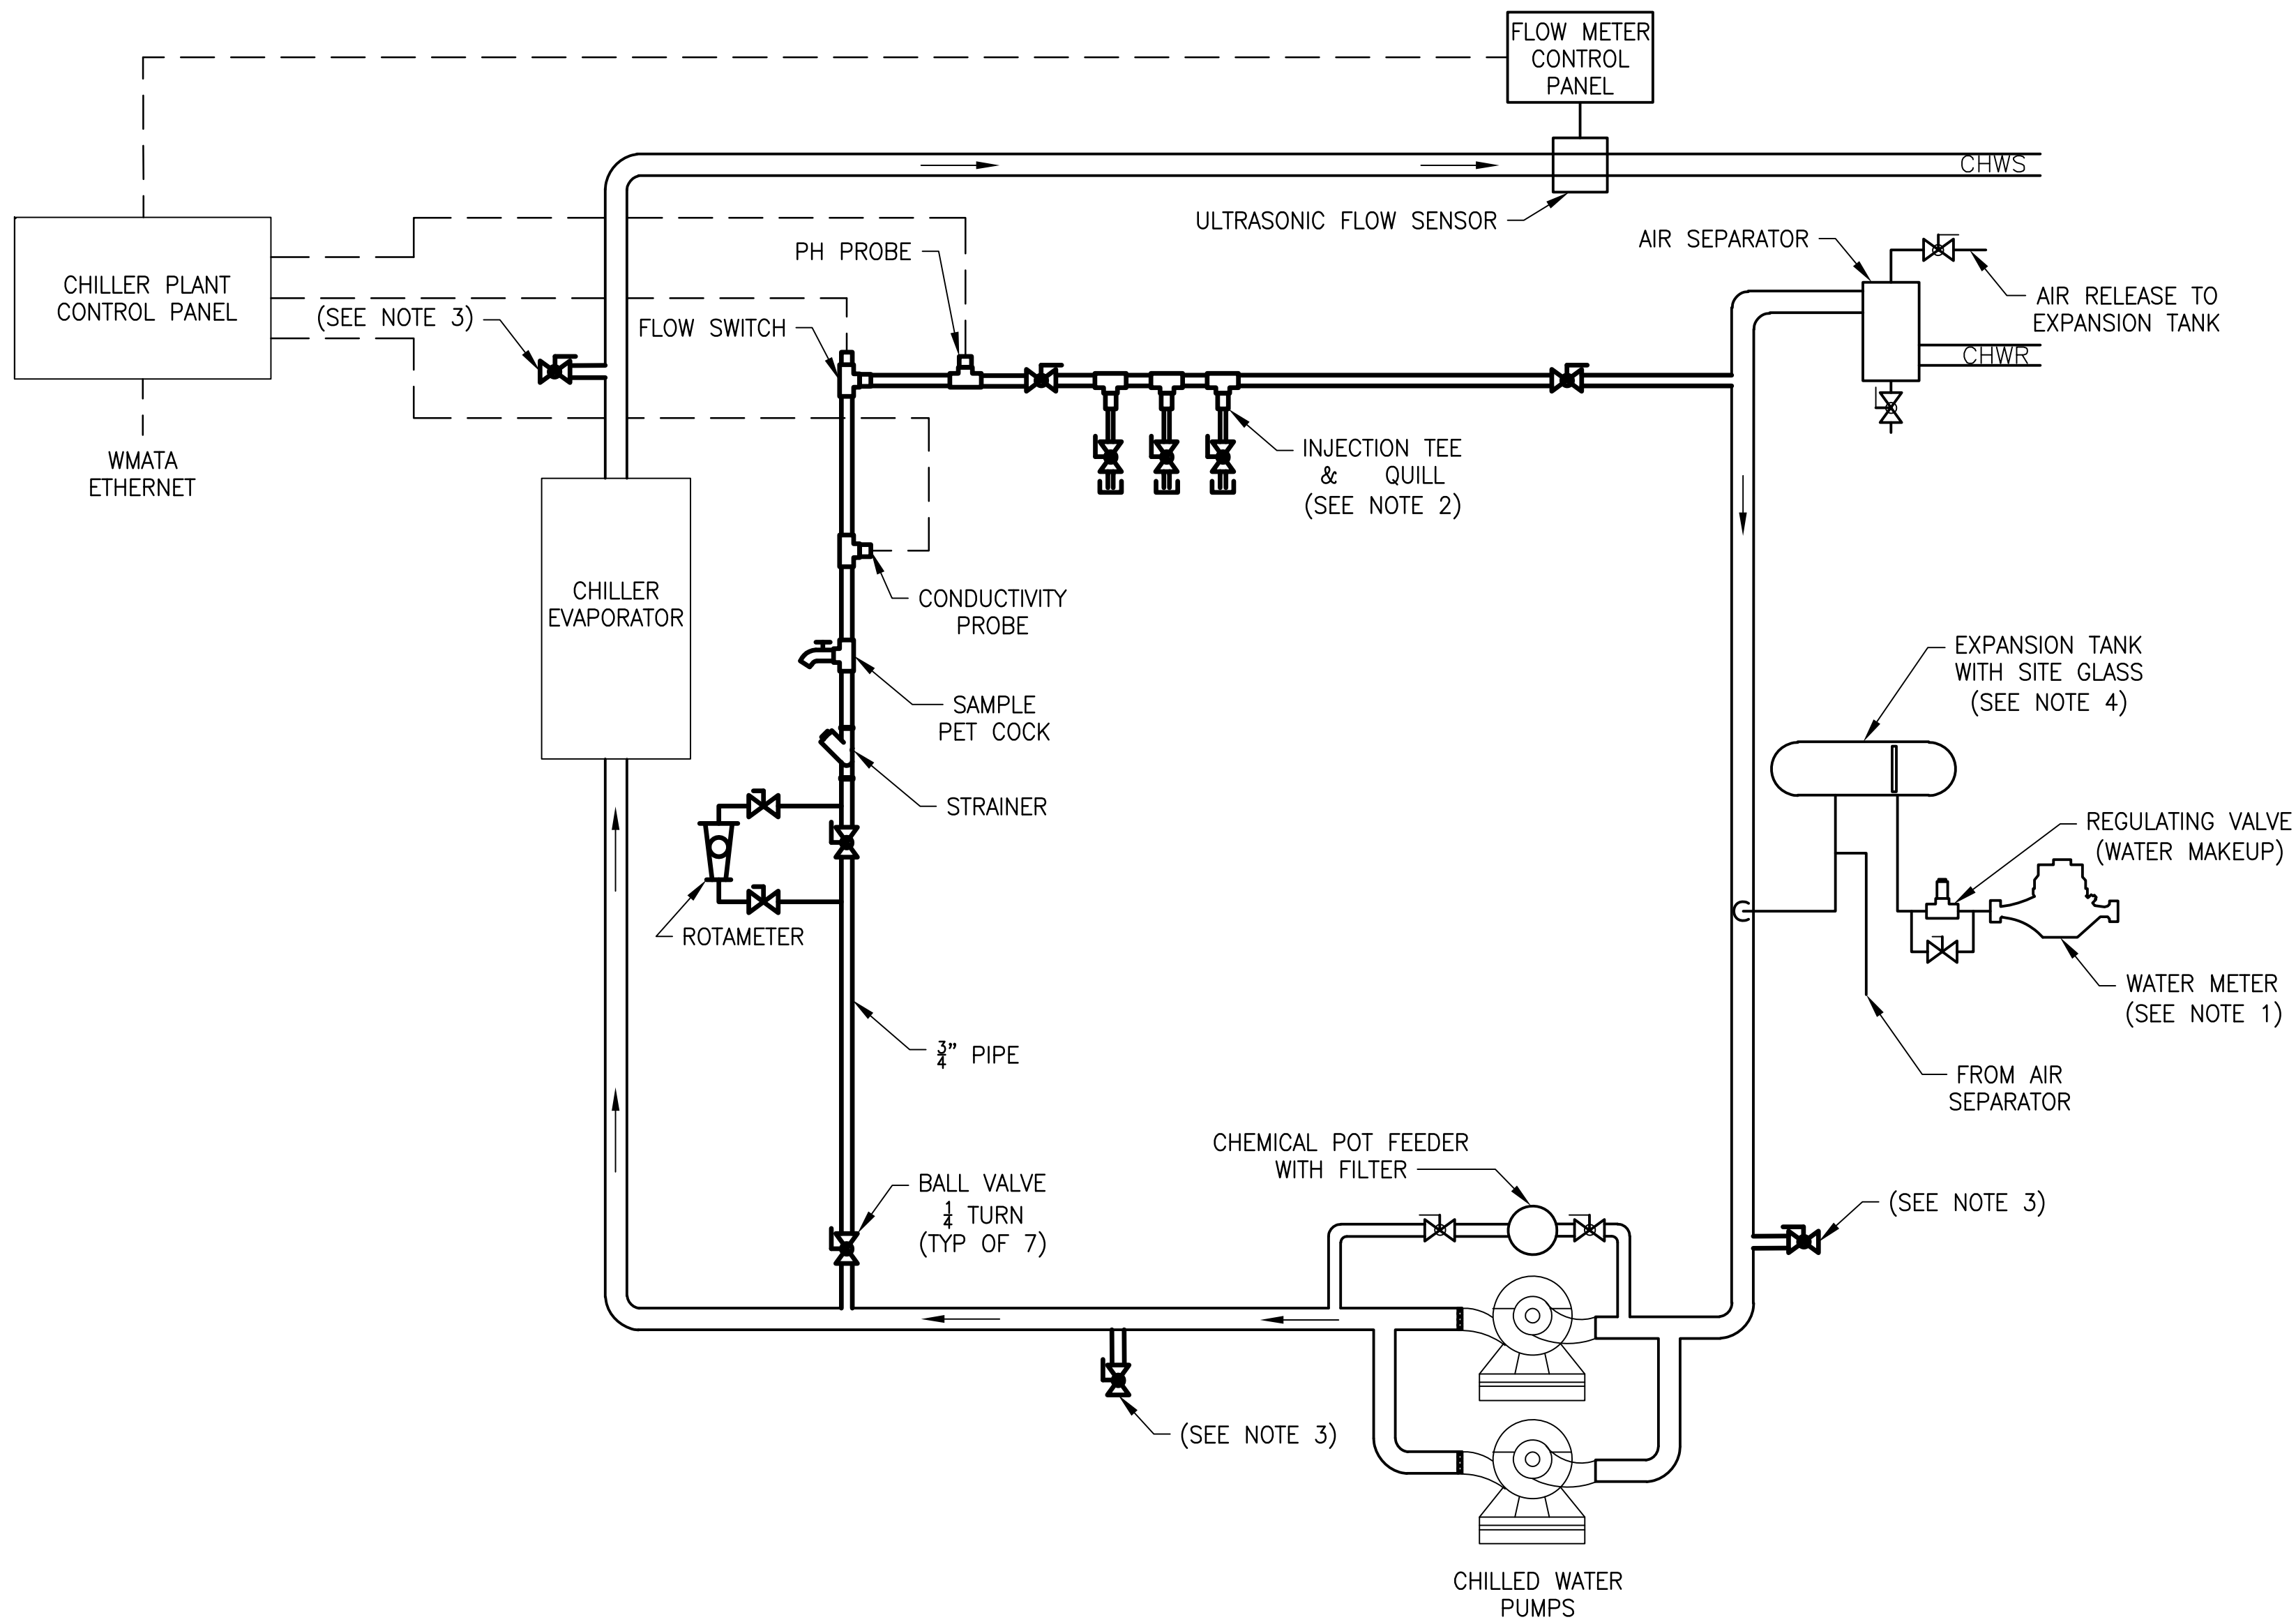 FLOW METER
CONTROL
PANEL
CHWS
ULTRASONIC FLOW SENSOR
AIR SEPARATOR
PH PROBE
CHILLER PLANT
CONTROL PANEL
(SEE NOTE 3)
FLOW SWITCH
AIR RELEASE TO
EXPANSION TANK
CHWR
WMATA
ETHERNET
INJECTION TEE
& QUILL
(SEE NOTE 2)
CHILLER
EVAPORATOR
CONDUCTIVITY
PROBE
EXPANSION TANK
WITH SITE GLASS
(SEE NOTE 4)
SAMPLE
PET COCK
STRAINER
REGULATING VALVE
(WATER MAKEUP)
ROTAMETER
WATER METER
(SEE NOTE 1)
3/4" PIPE
FROM AIR
SEPARATOR
CHEMICAL POT FEEDER
WITH FILTER
BALL VALVE
1/4 TURN
(TYP OF 7)
(SEE NOTE 3)
(SEE NOTE 3)
CHILLED WATER
PUMPS